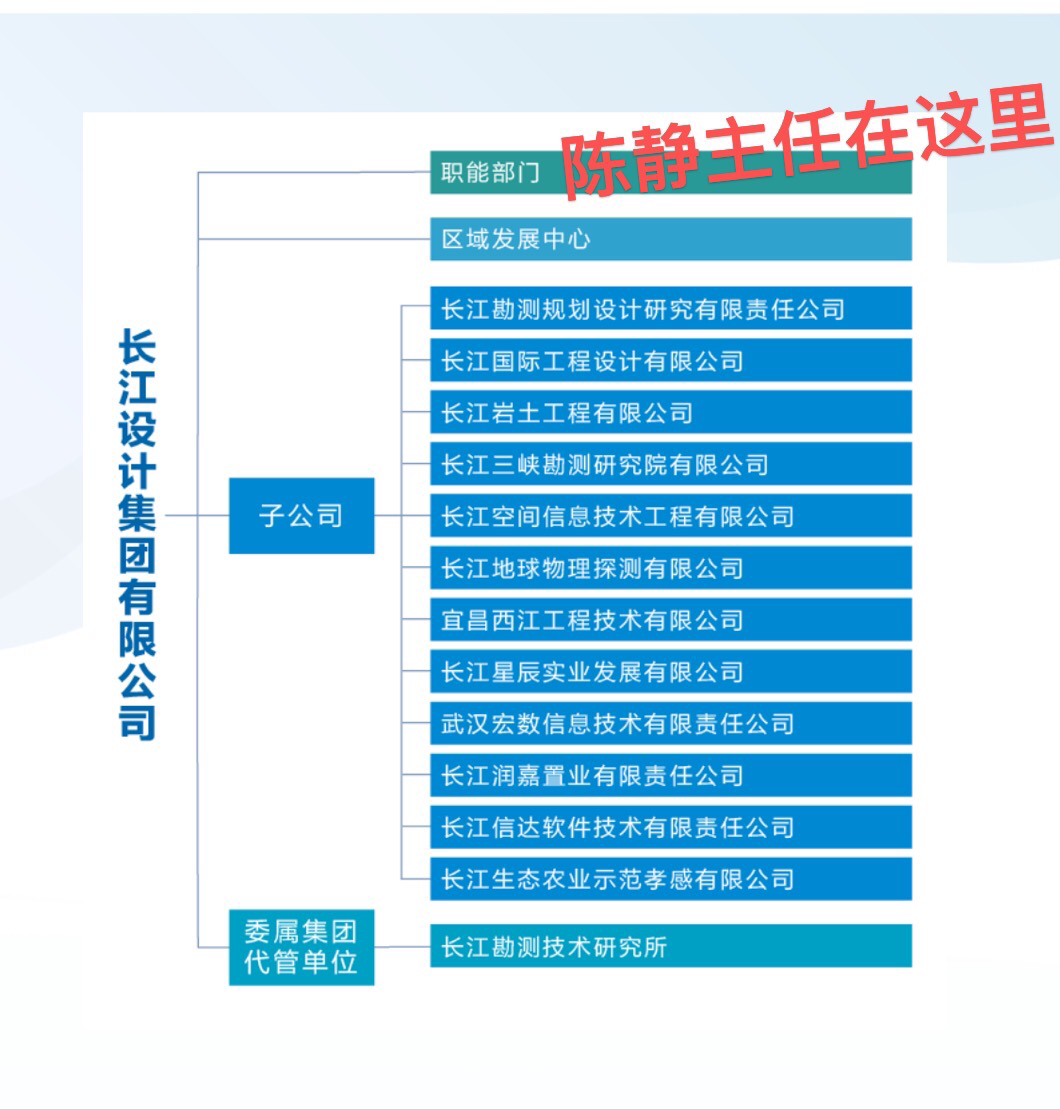 陈静主任在这里
职能部门
区域发展中心
长江设计集团有限公司
子公司
长江勘测规划设计研究有限责任公司
长江国际工程设计有限公司
长江岩土工程有限公司
长江三峡勘测研究院有限公司
长江空间信息技术工程有限公司
长江地球物理探测有限公司
宜昌西江工程技术有限公司
长江星辰实业发展有限公司
武汉宏数信息技术有限责任公司
长江润嘉置业有限责任公司
长江信达软件技术有限责任公司
长江生态农业示范孝感有限公司
委属集团
代管单位
长江勘测技术研究所